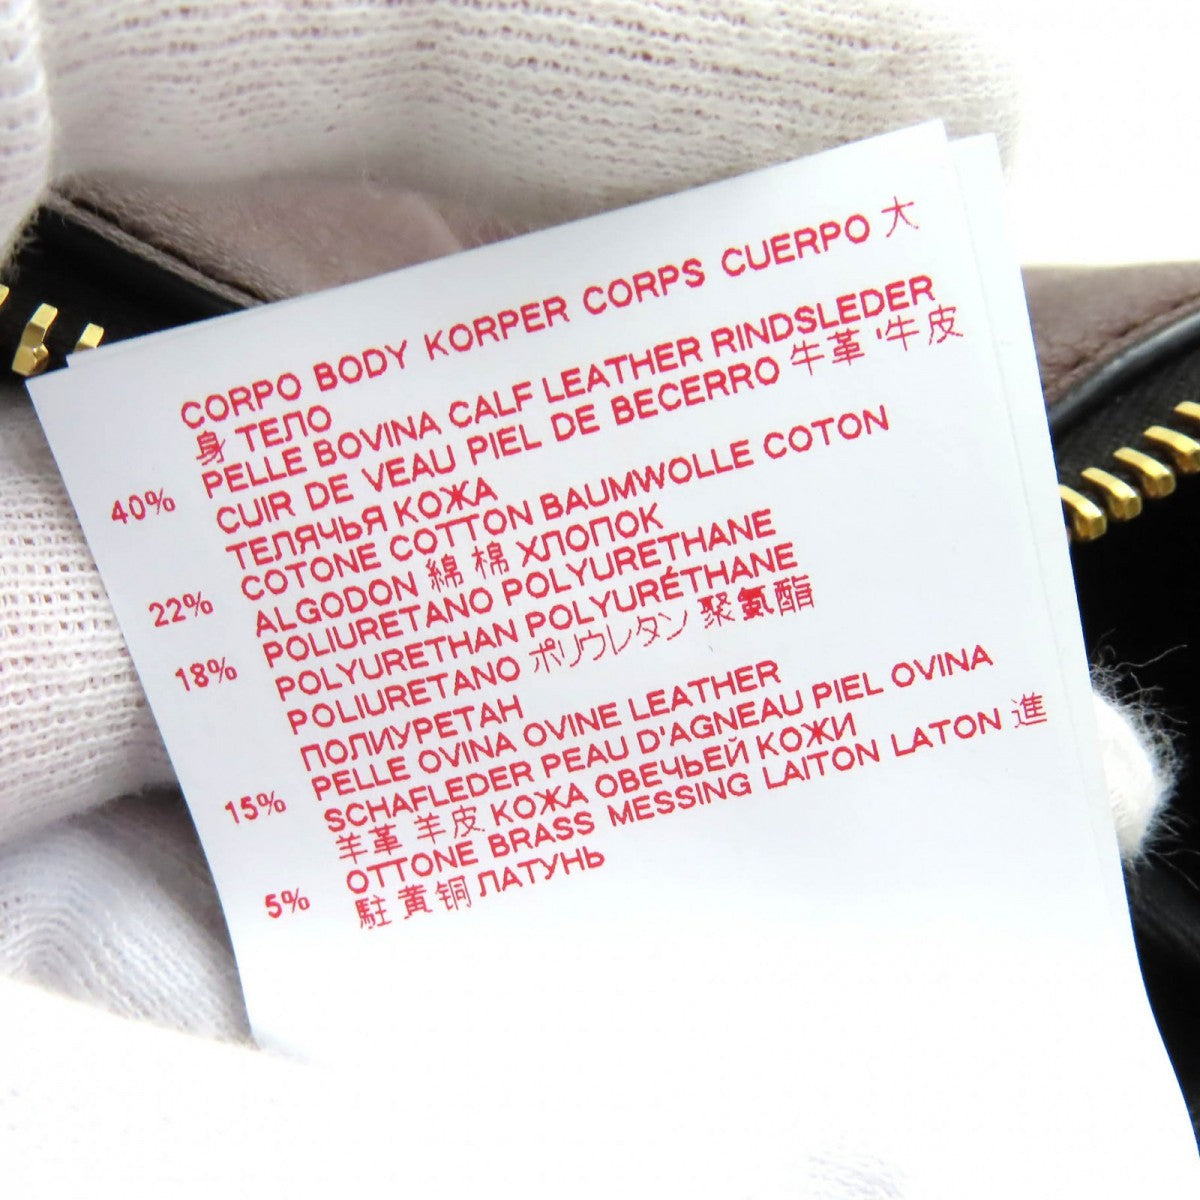 CORPO BODY KORPER CORPS CUERPO 大
身 ТЕЛО
40% PELLE BOVINA CALF LEATHER RINDSLEDER
CUIR DE VEAU PIEL DE BECERRO 牛革 '牛皮
ТЕЛЯЧЬЯ КОЖА
22% COTONE COTTON BAUMWOLLE COTON
ALGODON 綿 棉 ХЛОПОК
18% POLIURETANO POLYURETHANE
POLYURETHAN POLYURÉTHANE
POLIURETANO ポリウレタン 聚氨酯
ПОЛИУРЕТАН
15% PELLE OVINA OVINE LEATHER
SCHAFLEDER PEAU D'AGNEAU PIEL OVINA
羊革 羊皮 КОЖА ОВЕЧЬЕЙ КОЖИ
5% OTTONE BRASS MESSING LAITON LATON 進
駐 黄铜 ЛАТУНЬ